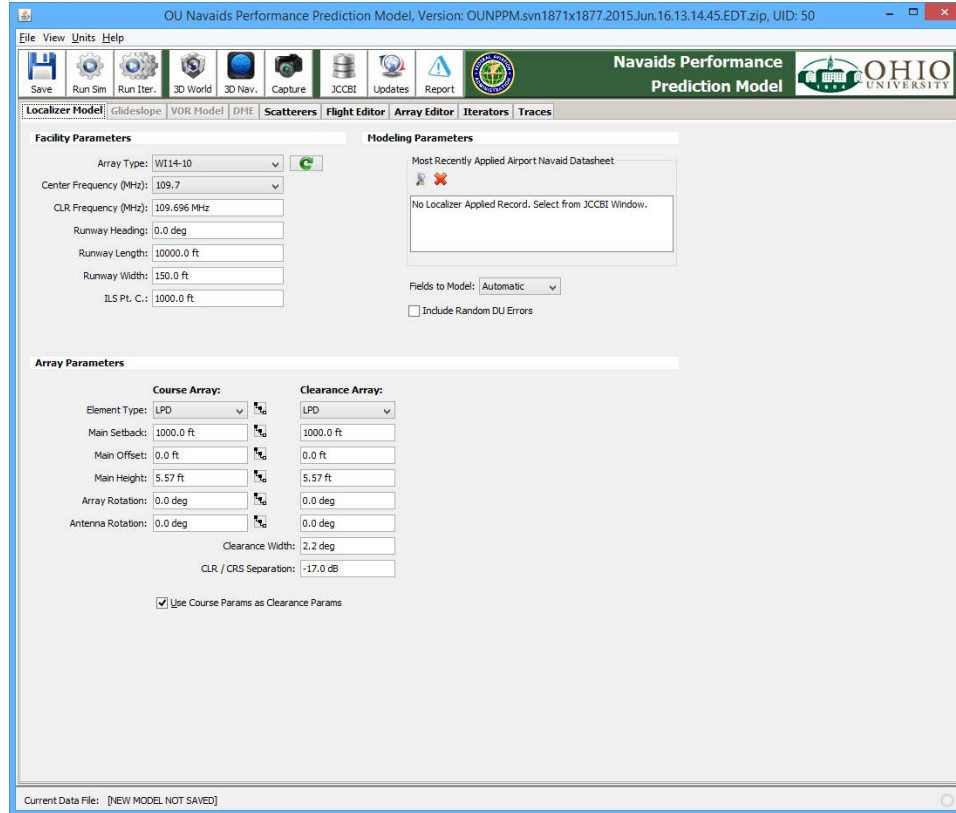 OU Navaids Performance Prediction Model, Version: OUNPPM.svn1871x1877.2015.Jun.16.13.14.45.EDT.zip, UID: 50
File View Units Help
Save Run Sim Run Iter. 3D World 3D Nav. Capture JCCBI Updates Report
Navaids Performance
Prediction Model
OHIO
UNIVERSITY
1804
Localizer Model Glideslope VOR Model DME Scatterers Flight Editor Array Editor Iterators Traces
Facility Parameters
Array Type: WI14-10
Center Frequency (MHz): 109.7
CLR Frequency (MHz): 109.696 MHz
Runway Heading: 0.0 deg
Runway Length: 10000.0 ft
Runway Width: 150.0 ft
ILS Pt. C.: 1000.0 ft
Modeling Parameters
Most Recently Applied Airport Navaid Datasheet
No Localizer Applied Record. Select from JCCBI Window.
Fields to Model: Automatic
Include Random DU Errors
Array Parameters
Course Array: Clearance Array:
Element Type: LPD LPD
Main Setback: 1000.0 ft 1000.0 ft
Main Offset: 0.0 ft 0.0 ft
Main Height: 5.57 ft 5.57 ft
Array Rotation: 0.0 deg 0.0 deg
Antenna Rotation: 0.0 deg 0.0 deg
Clearance Width: 2.2 deg
CLR / CRS Separation: -17.0 dB
Use Course Params as Clearance Params
Current Data File: [NEW MODEL NOT SAVED]